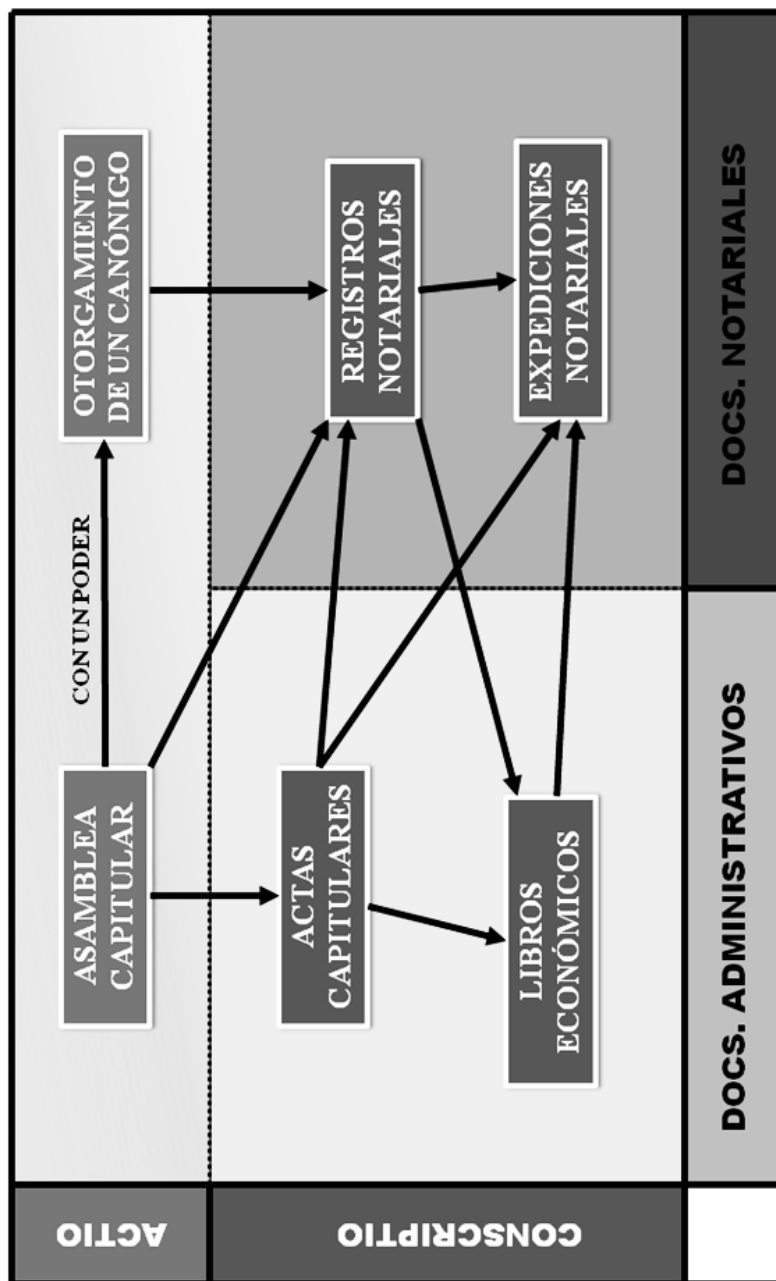 ACTIO
ASAMBLEA
CAPITULAR
CON UN PODER
OTORGAMIENTO
DE UN CANÓNIGO
CONSCRIPTIO
ACTAS
CAPITULARES
REGISTROS
NOTARIALES
LIBROS
ECONÓMICOS
EXPEDICIONES
NOTARIALES
DOCS. ADMINISTRATIVOS
DOCS. NOTARIALES